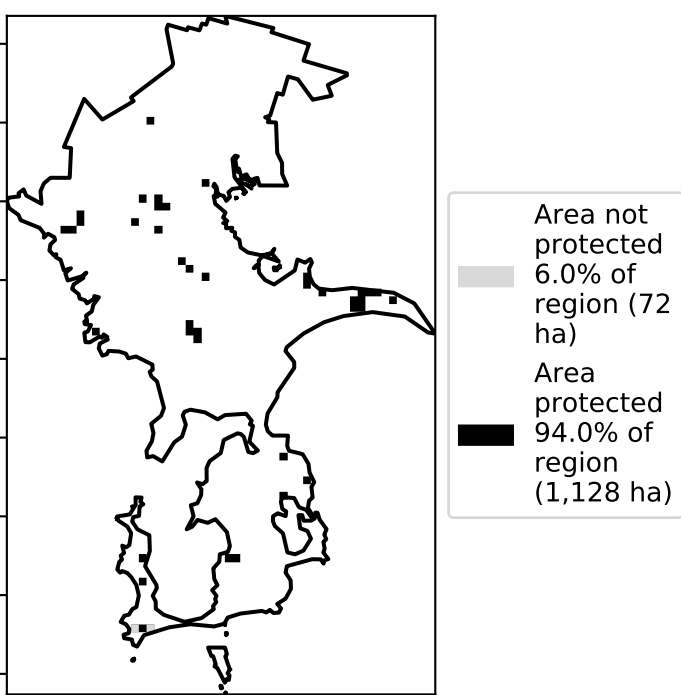 Area not
protected
6.0% of
region (72
ha)
Area
protected
94.0% of
region
(1,128 ha)